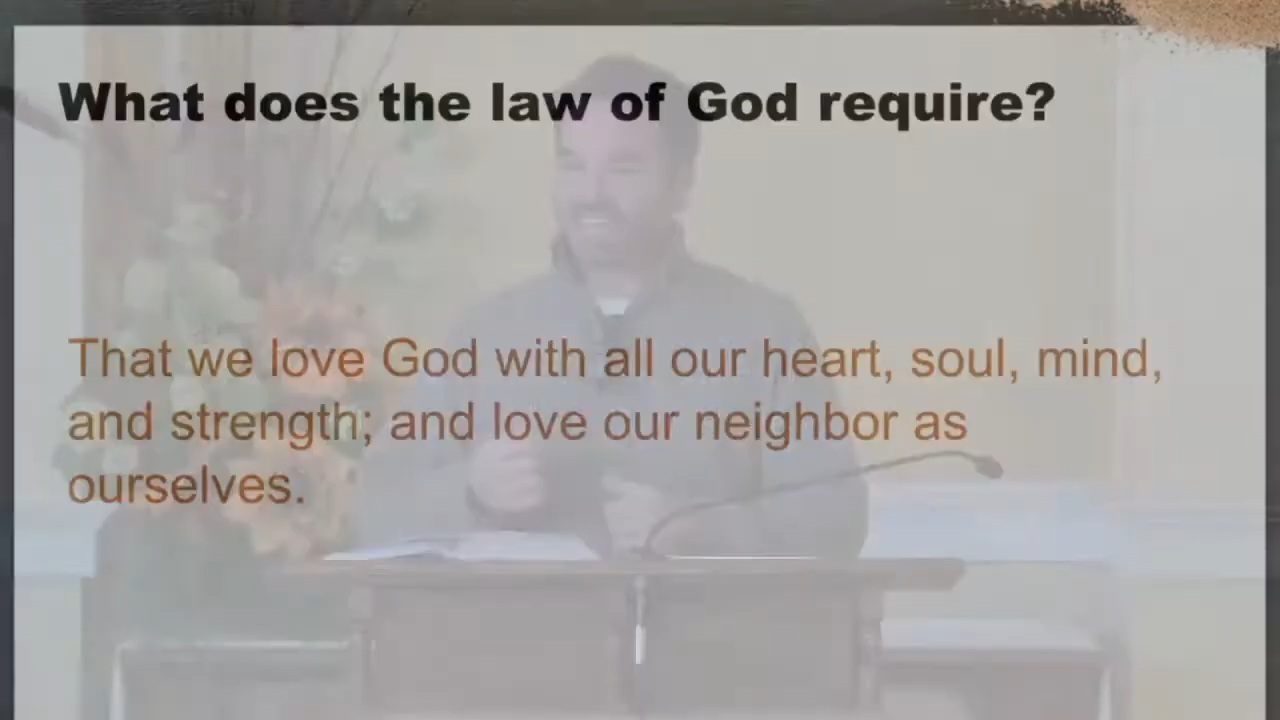 What does the law of God require?
That we love God with all our heart, soul, mind,
and strength; and love our neighbor as
ourselves.